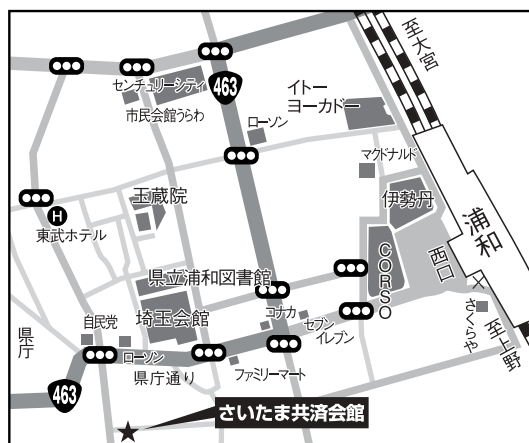 至大宮
センチュリーシティ
463
イトー
ヨーカドー
市民会館うらわ
ローソン
マクドナルド
玉蔵院
伊勢丹
H
東武ホテル
浦和
西口
県立浦和図書館
CORSO
コナカ
セブン
イレブン
さくらや
県庁
自民党
埼玉会館
至上野
ローソン
県庁通り
ファミリーマート
463
さいたま共済会館